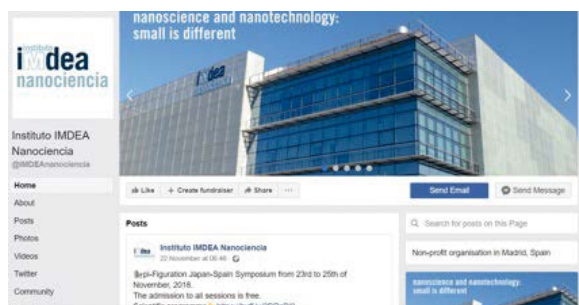 nanoscience and nanotechnology:
small is different
instituto
iMdea
nanociencia
imdea
Instituto IMDEA
Nanociencia
@IMDEAnanociencia
Home
About
Posts
Photos
Videos
Twitter
Community
Like
+ Create fundraiser
Share
...
Send Email
Send Message
Posts
Instituto IMDEA Nanociencia
22 November at 06:48
-Figuration Japan-Spain Symposium from 23rd to 25th of
November, 2018.
The admission to all sessions is free.
Search for posts on this Page
Non-profit organisation in Madrid, Spain
nanoscience and nanotechnology:
small is different